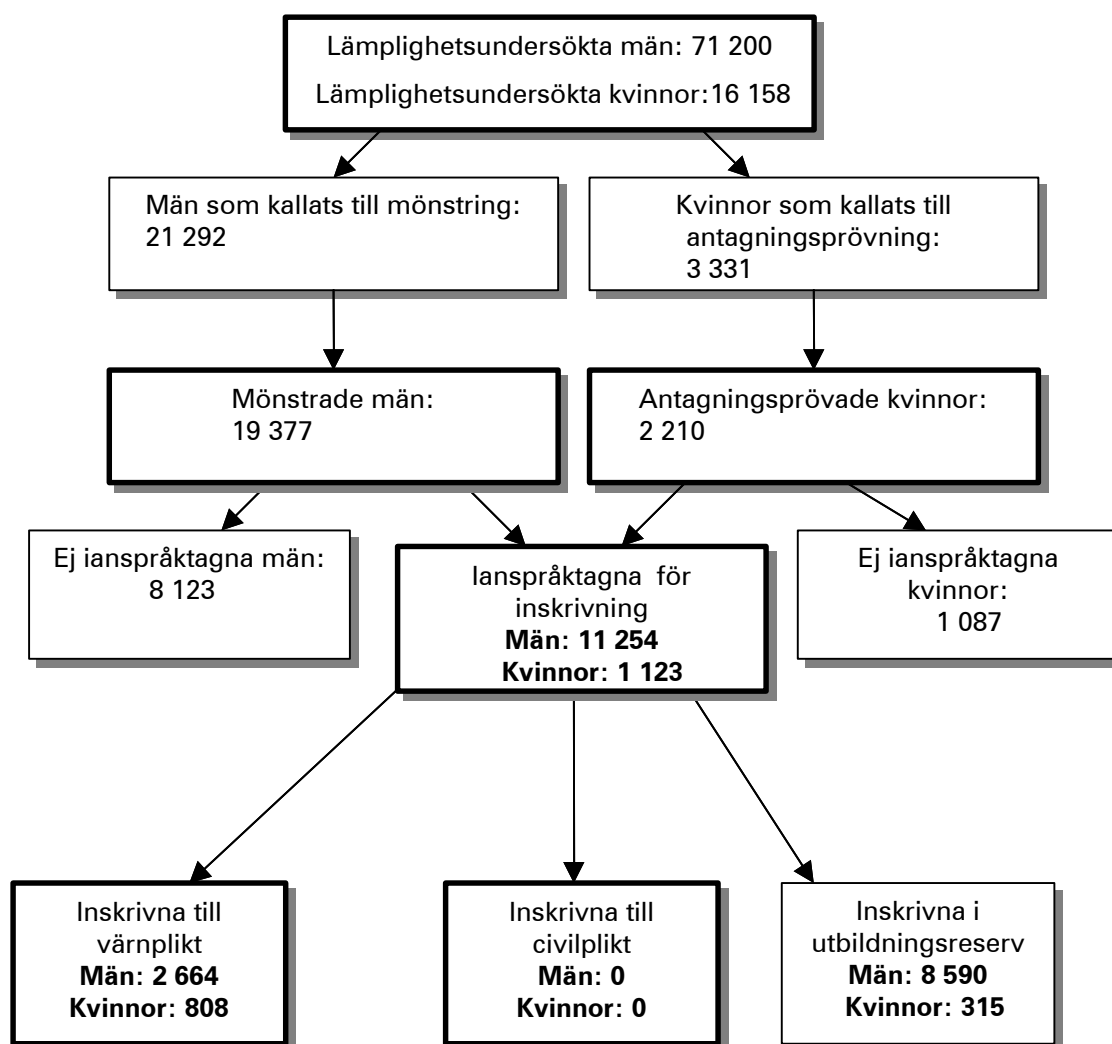 Lämplighetsundersökta män: 71 200
Lämplighetsundersökta kvinnor:16 158
Män som kallats till mönstring:
21 292
Kvinnor som kallats till
antagningsprövning:
3 331
Mönstrade män:
19 377
Antagningsprövade kvinnor:
2 210
Ej ianspråktagna män:
8 123
Ianspråktagna för
inskrivning
Män: 11 254
Kvinnor: 1 123
Ej ianspråktagna
kvinnor:
1 087
Inskrivna till
värnplikt
Män: 2 664
Kvinnor: 808
Inskrivna till
civilplikt
Män: 0
Kvinnor: 0
Inskrivna i
utbildningsreserv
Män: 8 590
Kvinnor: 315